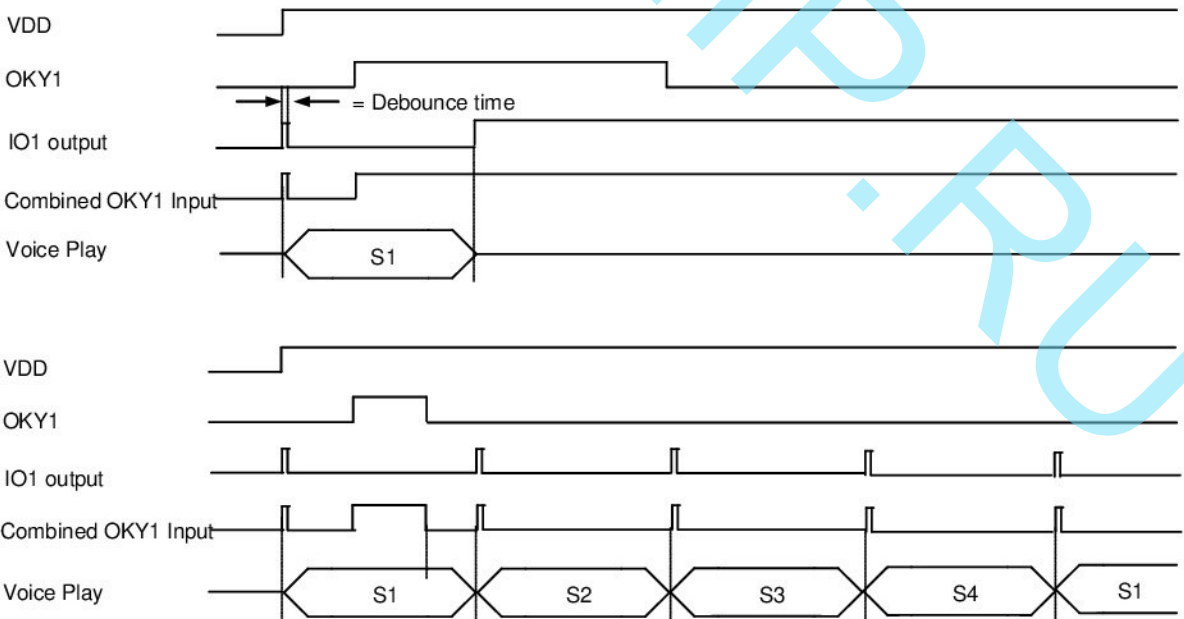 VDD
OKY1
= Debounce time
IO1 output
Combined OKY1 Input
Voice Play
S1
VDD
OKY1
IO1 output
Combined OKY1 Input
Voice Play
S1
S2
S3
S4
S1
P.RU